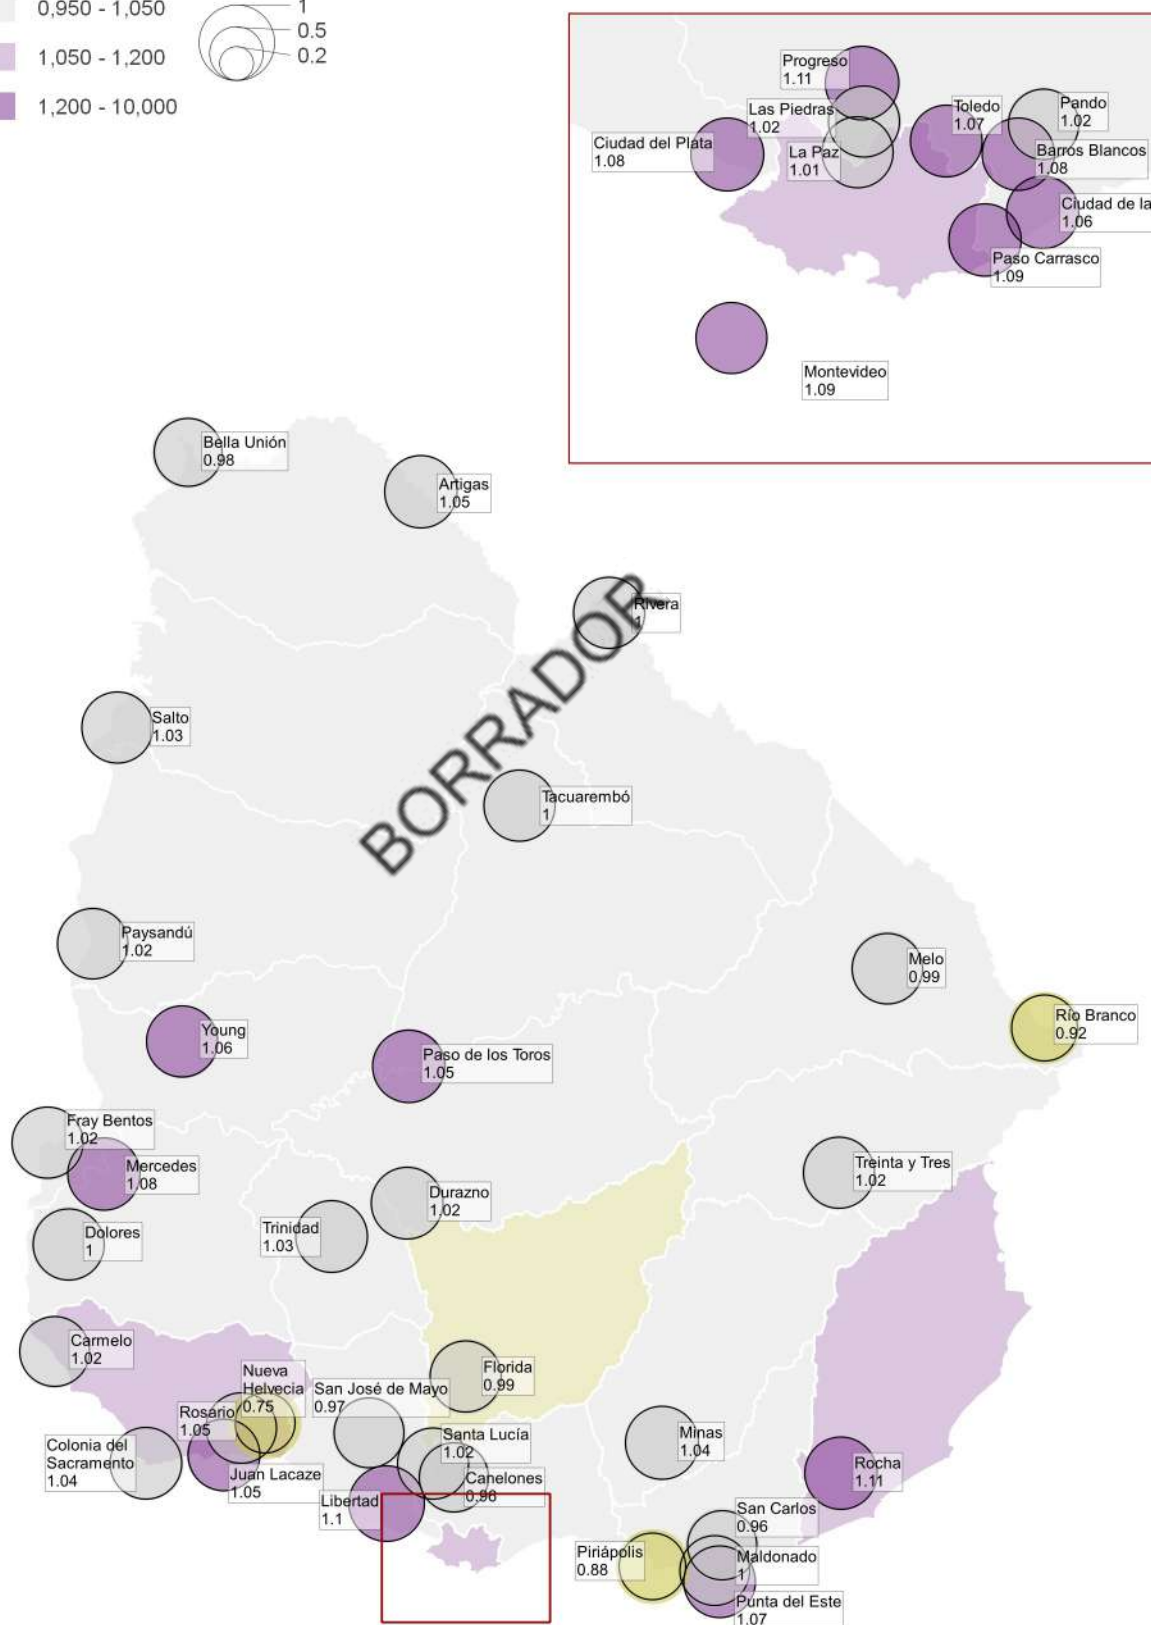 0,950 - 1,050
1,050 - 1,200
1,200 - 10,000
1
0.5
0.2
Progreso
1.11
Las Piedras
1.02
La Paz
1.01
Ciudad del Plata
1.08
Toledo
1.07
Pando
1.02
Barros Blancos
1.08
Ciudad de la
1.06
Paso Carrasco
1.09
Montevideo
1.09
Bella Unión
0.98
Artigas
1.05
Rivera
1
BORRADOR
Salto
1.03
Tacuarembó
1
Paysandú
1.02
Melo
0.99
Río Branco
0.92
Young
1.06
Paso de los Toros
1.05
Fray Bentos
1.02
Mercedes
1.08
Treinta y Tres
1.02
Durazno
1.02
Trinidad
1.03
Dolores
1
Carmelo
1.02
Florida
0.99
Nueva
Helvecia
0.75
San José de Mayo
0.97
Rosario
1.05
Santa Lucía
1.02
Minas
1.04
Colonia del
Sacramento
1.04
Juan Lacaze
1.05
Canelones
0.96
Rocha
1.11
Libertad
1.1
San Carlos
0.96
Piriápolis
0.88
Maldonado
1
Punta del Este
1.07